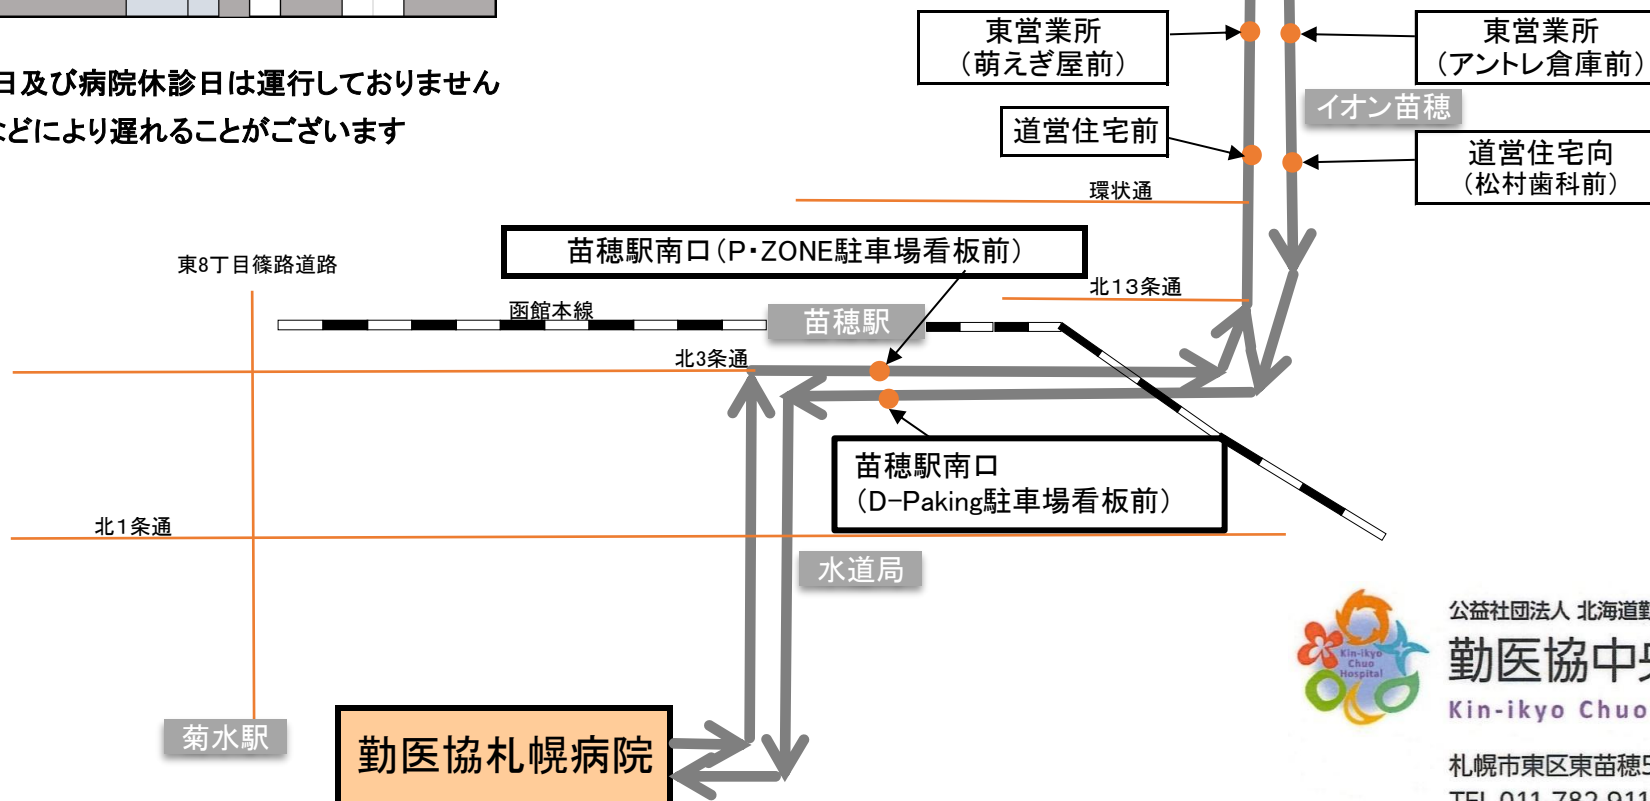 東営業所
（萌えぎ屋前）
東営業所
（アントレ倉庫前）
日及び病院休診日は運行しておりません
などにより遅れることがございます
イオン苗穂
道営住宅前
道営住宅向
（松村歯科前）
環状通
苗穂駅南口（P・ZONE駐車場看板前）
東8丁目篠路道路
北13条通
函館本線
苗穂駅
北3条通
苗穂駅南口
（D-Paking駐車場看板前）
北1条通
水道局
菊水駅
勤医協札幌病院
Kin-ikyo
Chuo
Hospital
公益社団法人 北海道勤
勤医協中央
Kin-ikyo Chuo
札幌市東区東苗穂5
TEL 011-782-911